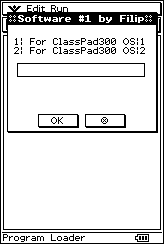 Edit Run
Software #1 by Filip
1| For ClassPad300 OS|1
2| For ClassPad300 OS|2
OK
Program Loader